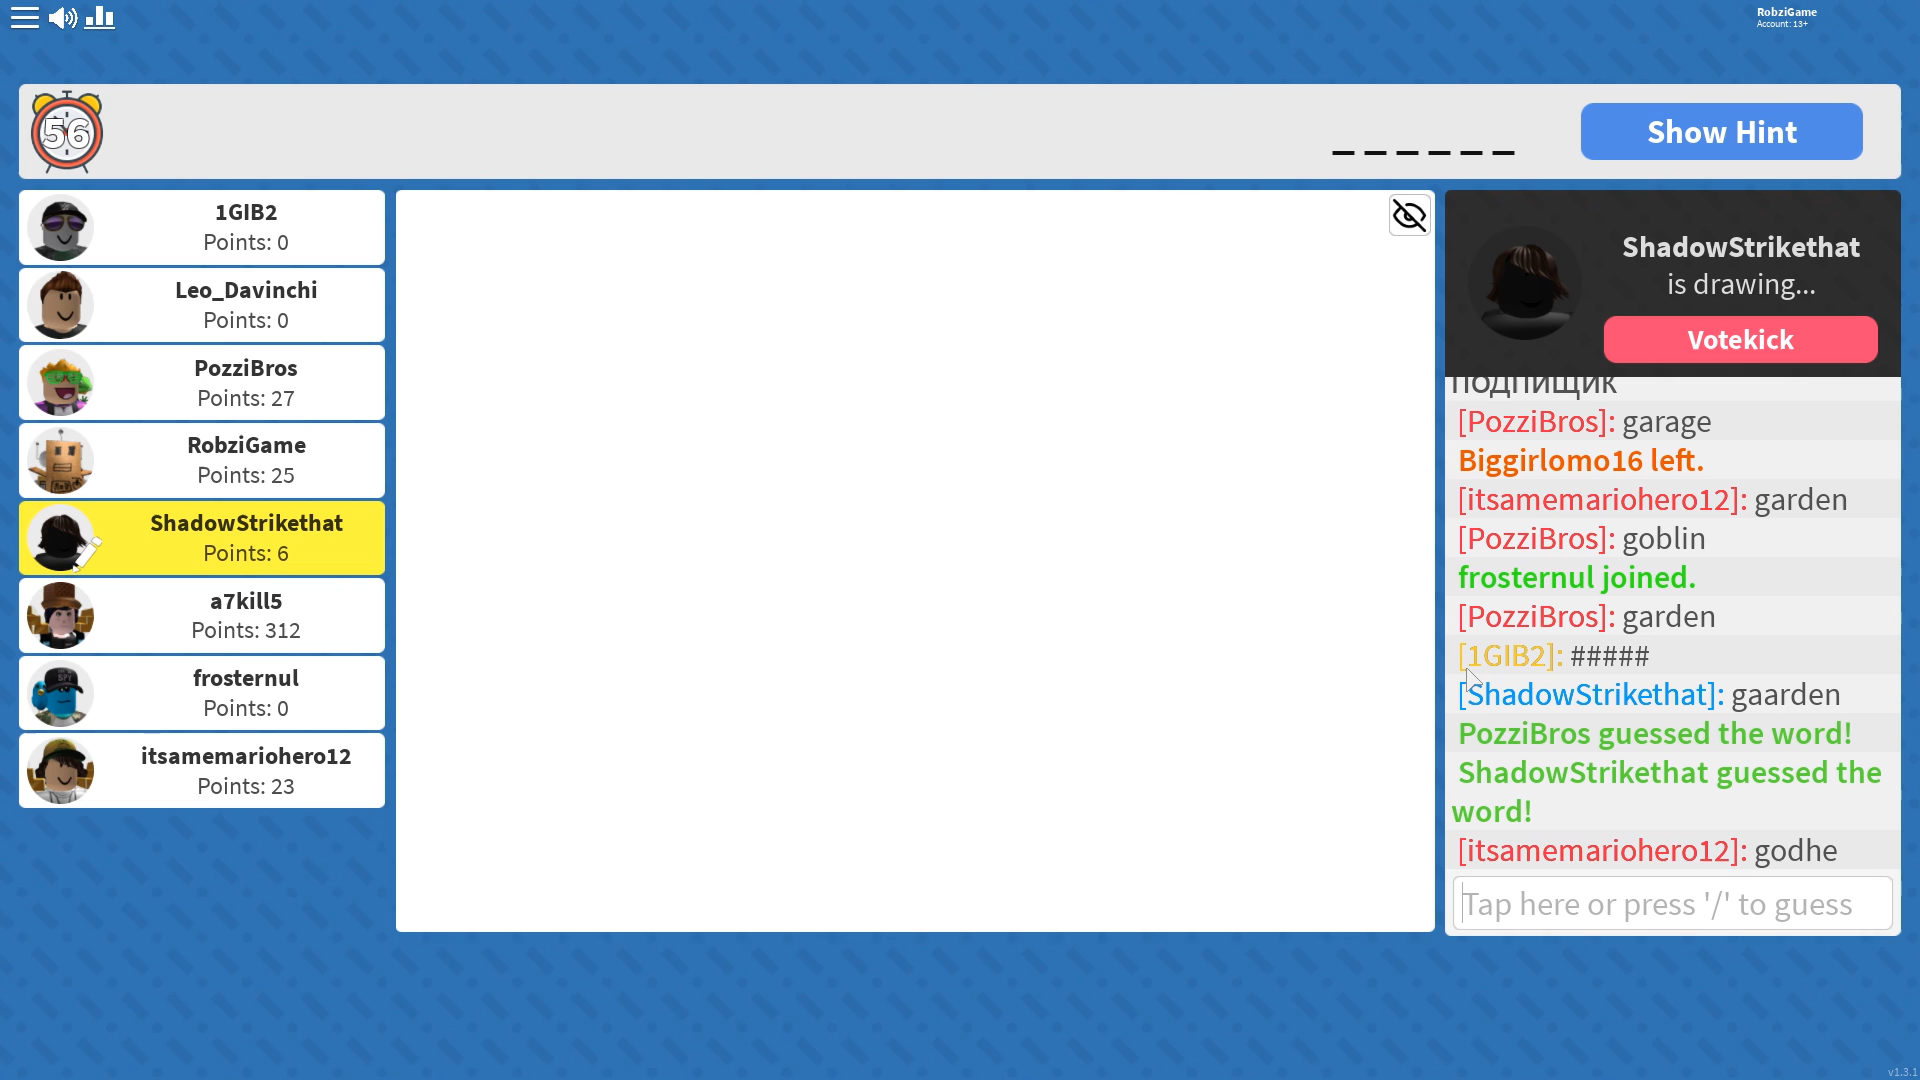 RobziGame
Account: 13+
56
_ _ _ _ _ _
Show Hint
1GIB2
Points: 0
Leo_Davinchi
Points: 0
PozziBros
Points: 27
RobziGame
Points: 25
ShadowStrikethat
Points: 6
a7kill5
Points: 312
frosternul
Points: 0
itsamemariohero12
Points: 23
ShadowStrikethat
is drawing...
Votekick
подпищик
[PozziBros]: garage
Biggirlomo16 left.
[itsamemariohero12]: garden
[PozziBros]: goblin
frosternul joined.
[PozziBros]: garden
[1GIB2]: #####
[ShadowStrikethat]: gaarden
PozziBros guessed the word!
ShadowStrikethat guessed the
word!
[itsamemariohero12]: godhe
Tap here or press '/' to guess
v1.3.1